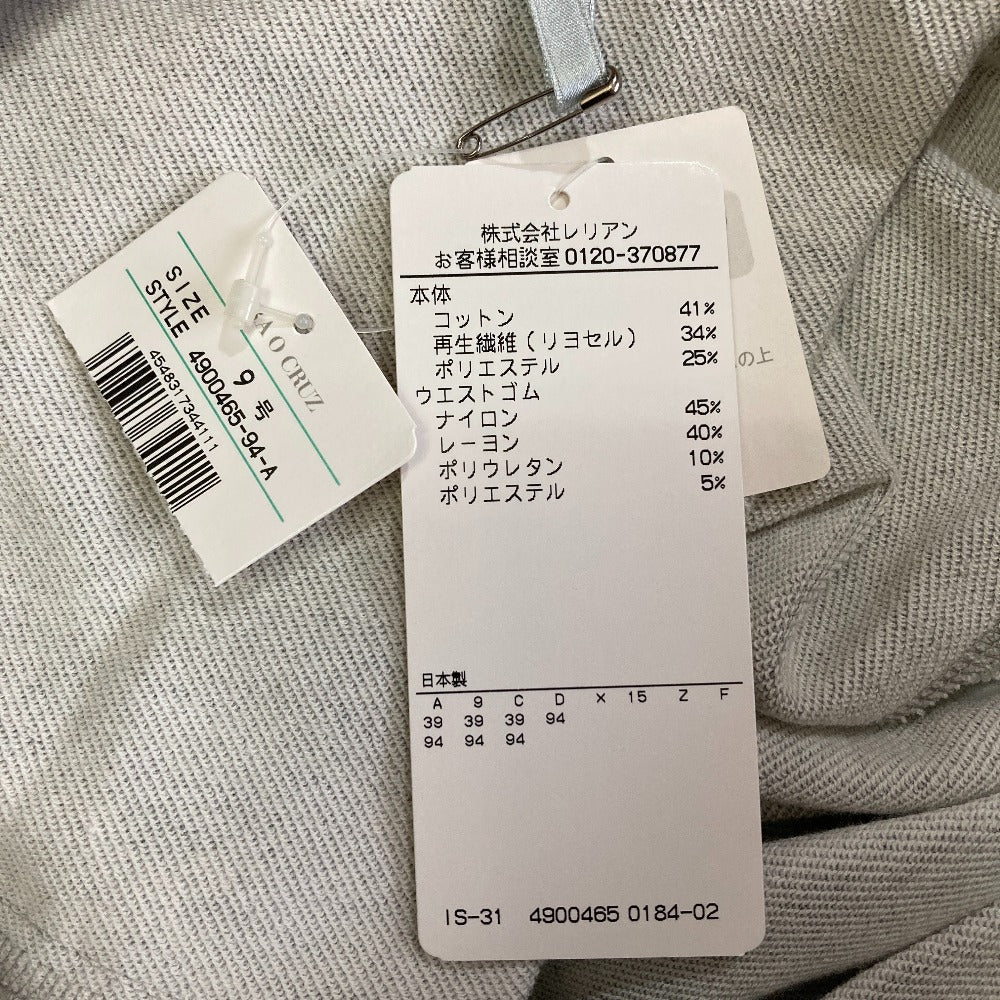 株式会社レリアン
お客様相談室 0120-370877
本体
コットン 41%
再生繊維（リヨセル） 34%
ポリエステル 25%
ウエストゴム
ナイロン 45%
レーヨン 40%
ポリウレタン 10%
ポリエステル 5%
日本製
A 9 C D X 15 Z F
39 39 39 94
94 94 94
IS-31 4900465 0184-02
CRUZ
SIZE 9 号
STYLE 4900465-94-A
4548317344111
の上